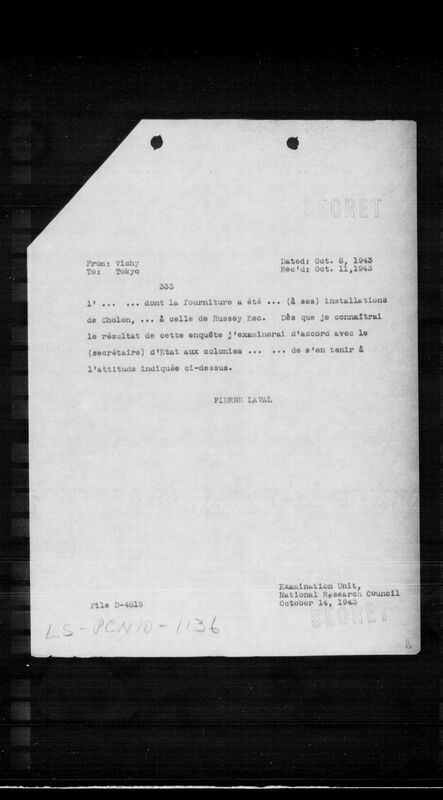 SECRET
From: Vichy
To: Tokyo
Dated: Oct. 8, 1943
Rec'd: Oct. 11,1943
333
l' ... ... dont la fourniture a été ... (à ses) installations
de Cholon, ... à celle de Russey Keo. Dès que je connaîtrai
le résultat de cette enquête j'examinerai d'accord avec le
(secrétaire) d'Etat aux colonies ... ... de s'en tenir à
l'attitude indiquée ci-dessus.
PIERRE LAVAL
Examination Unit,
National Research Council
October 14, 1943
File D-4515
SECRET
LS-PCN10-1136